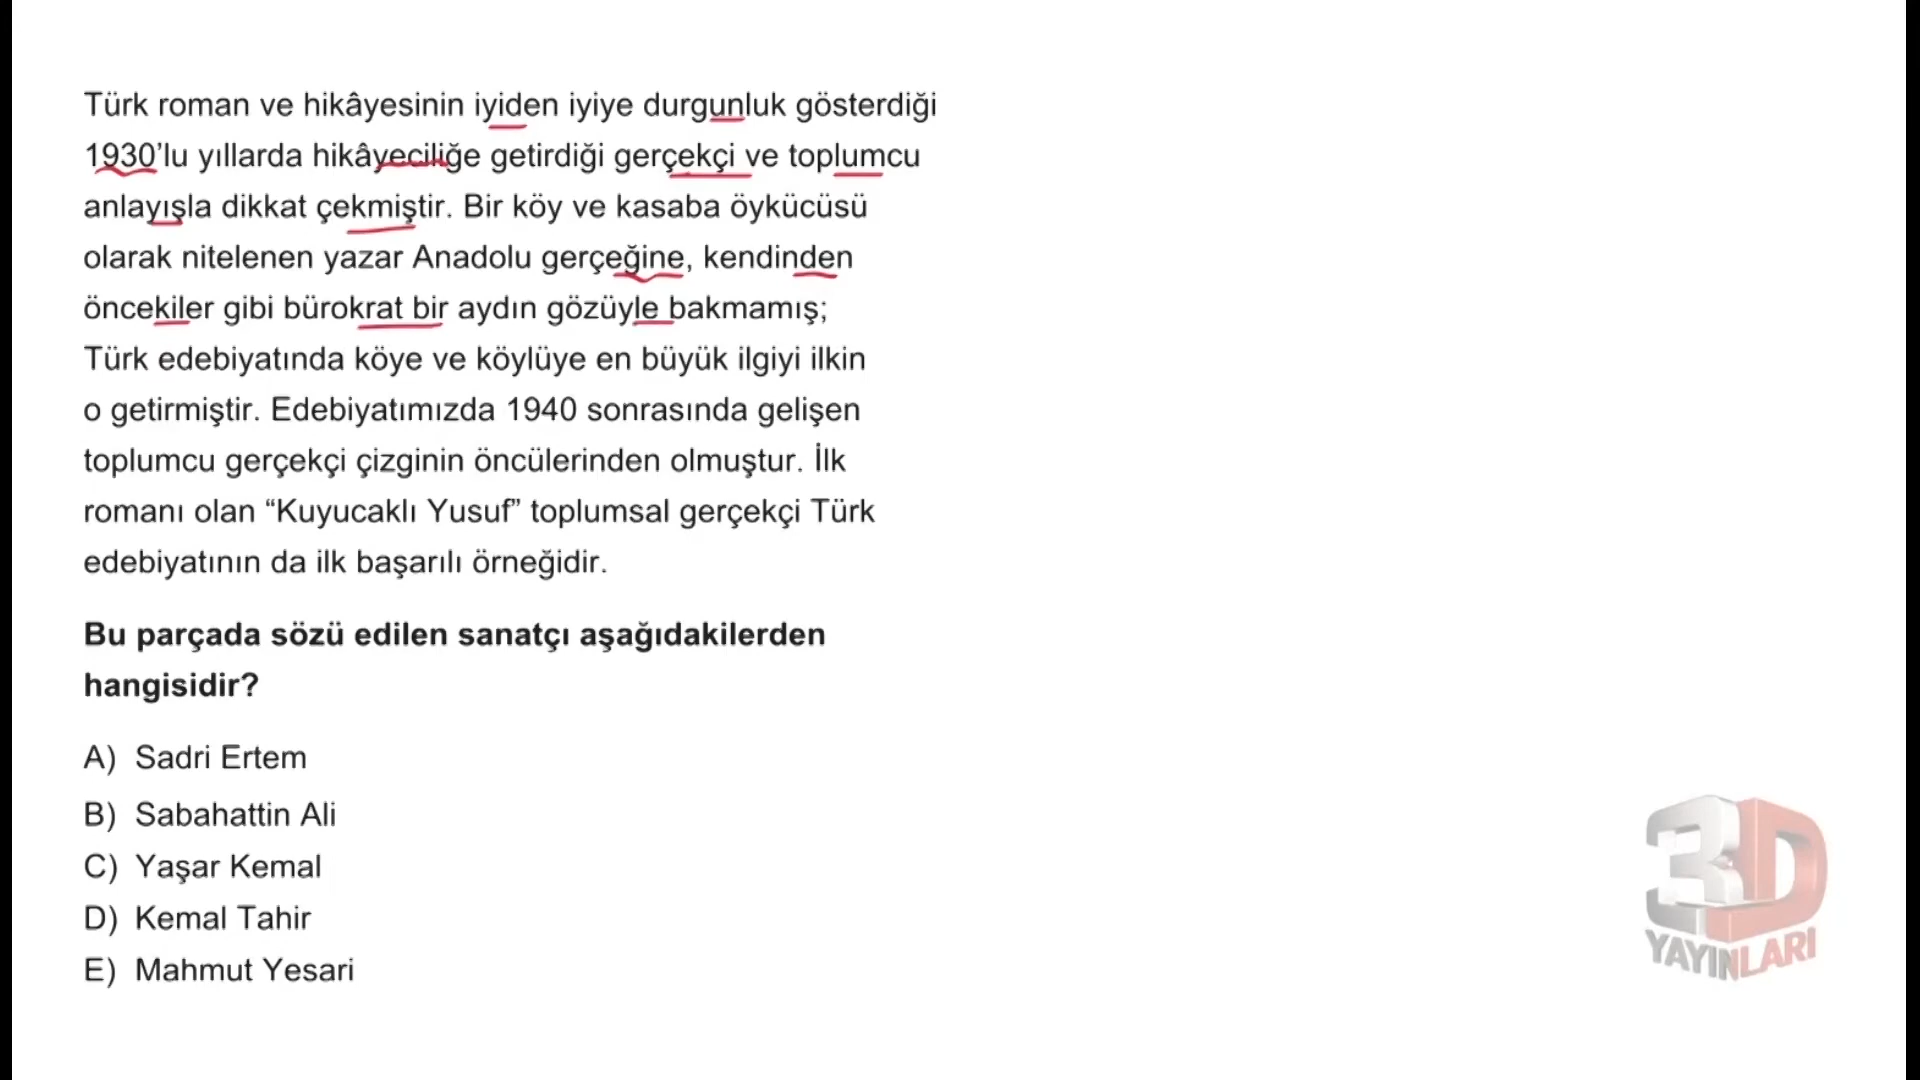 Türk roman ve hikâyesinin iyiden iyiye durgunluk gösterdiği
1930’lu yıllarda hikâyeciliğe getirdiği gerçekçi ve toplumcu
anlayışla dikkat çekmiştir. Bir köy ve kasaba öykücüsü
olarak nitelenen yazar Anadolu gerçeğine, kendinden
öncekiler gibi bürokrat bir aydın gözüyle bakmamış;
Türk edebiyatında köye ve köylüye en büyük ilgiyi ilkin
o getirmiştir. Edebiyatımızda 1940 sonrasında gelişen
toplumcu gerçekçi çizginin öncülerinden olmuştur. İlk
romanı olan “Kuyucaklı Yusuf” toplumsal gerçekçi Türk
edebiyatının da ilk başarılı örneğidir.
Bu parçada sözü edilen sanatçı aşağıdakilerden
hangisidir?
A) Sadri Ertem
B) Sabahattin Ali
C) Yaşar Kemal
D) Kemal Tahir
E) Mahmut Yesari
3D
YAYINLARI